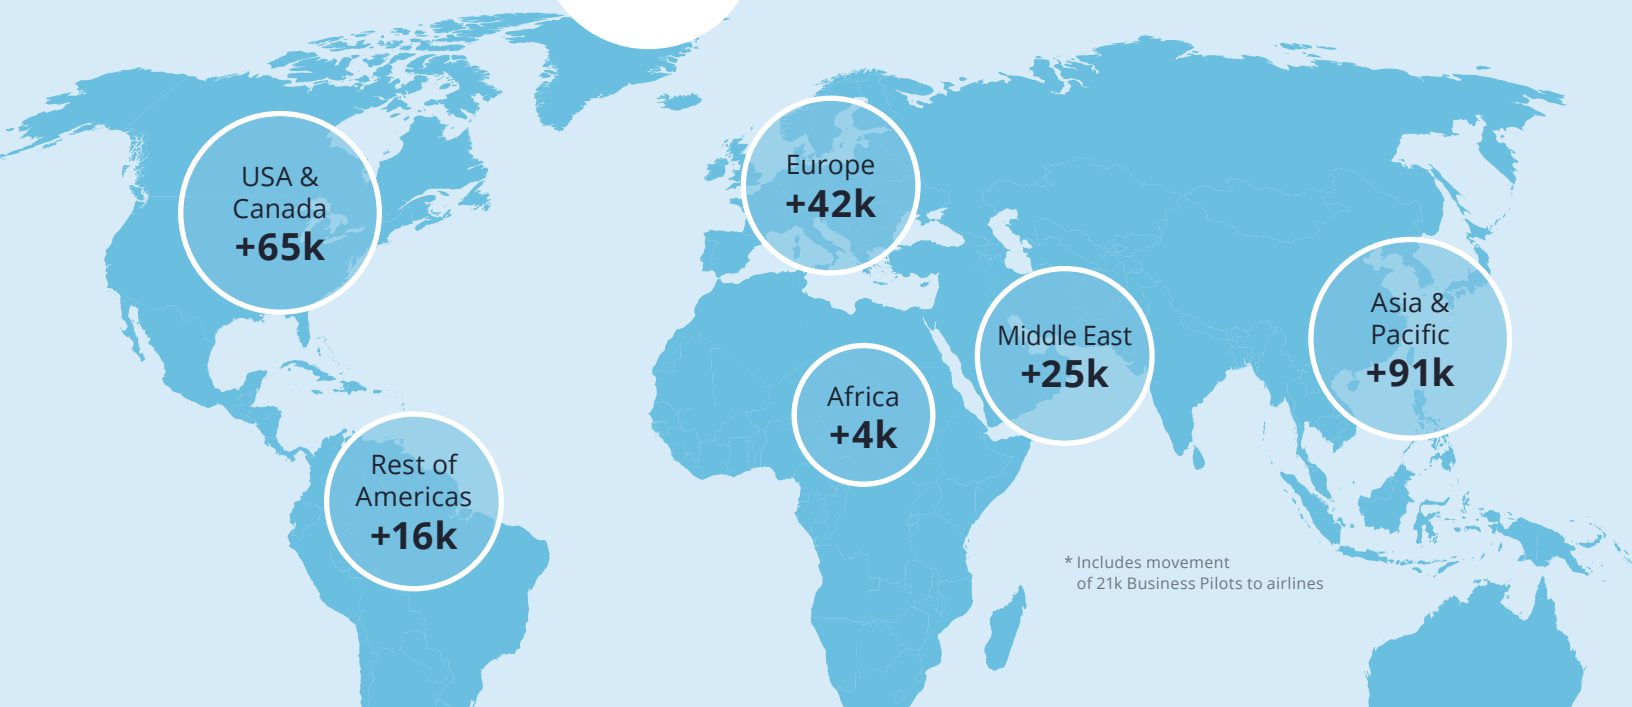 USA &
Canada
+65k
Europe
+42k
Asia &
Pacific
+91k
Middle East
+25k
Africa
+4k
Rest of
Americas
+16k
* Includes movement
of 21k Business Pilots to airlines